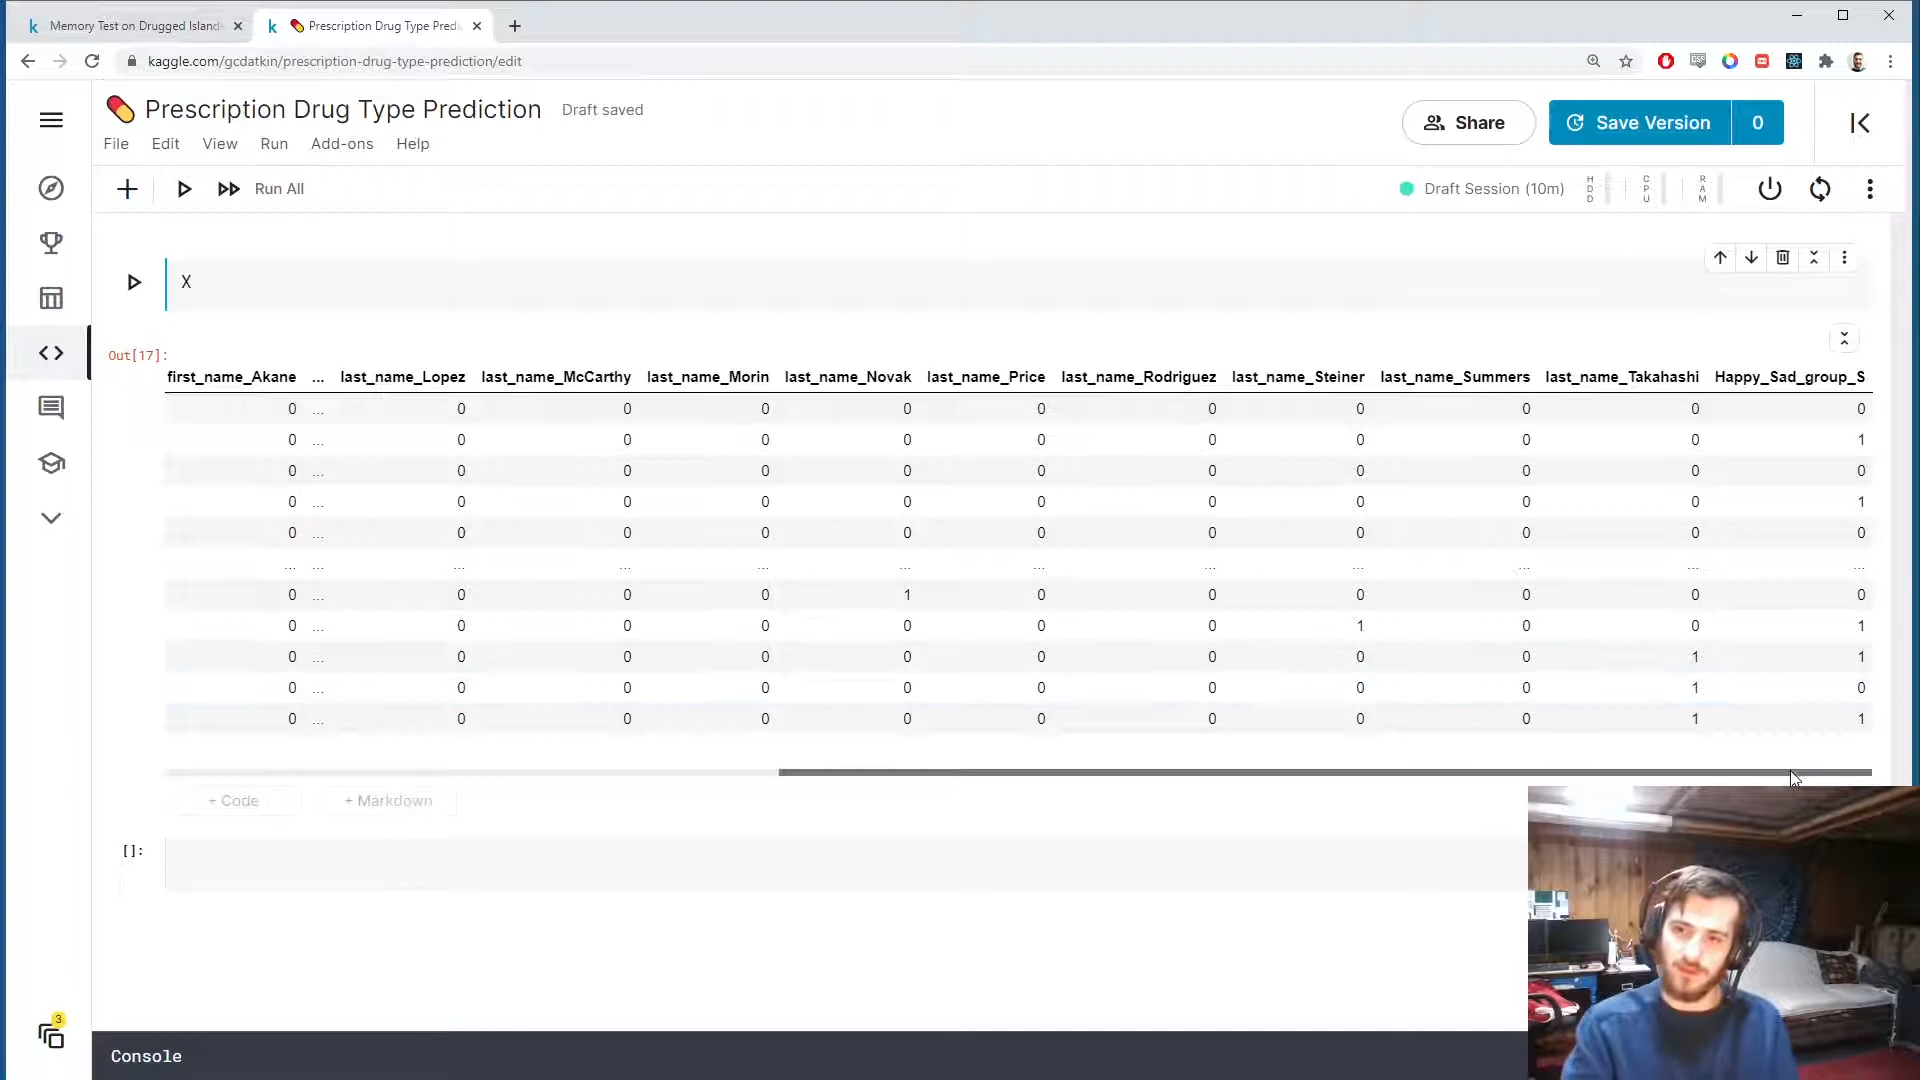 Memory Test on Drugged Island
Prescription Drug Type Predi
kaggle.com/gcdatkin/prescription-drug-type-prediction/edit
Prescription Drug Type Prediction Draft saved
Share
Save Version 0
File Edit View Run Add-ons Help
Run All
Draft Session (10m) HDD CPU RAM
X
Out[17]:
first_name_Akane ... last_name_Lopez last_name_McCarthy last_name_Morin last_name_Novak last_name_Price last_name_Rodriguez last_name_Steiner last_name_Summers last_name_Takahashi Happy_Sad_group_S
0 ... 0 0 0 0 0 0 0 0 0 0
0 ... 0 0 0 0 0 0 0 0 0 1
0 ... 0 0 0 0 0 0 0 0 0 0
0 ... 0 0 0 0 0 0 0 0 0 1
0 ... 0 0 0 0 0 0 0 0 0 0
... ... ... ... ... ... ... ... ... ... ...
0 ... 0 0 0 1 0 0 0 0 0 0
0 ... 0 0 0 0 0 0 1 0 0 1
0 ... 0 0 0 0 0 0 0 0 1 1
0 ... 0 0 0 0 0 0 0 0 1 0
0 ... 0 0 0 0 0 0 0 0 1 1
+ Code + Markdown
[]:
3
Console